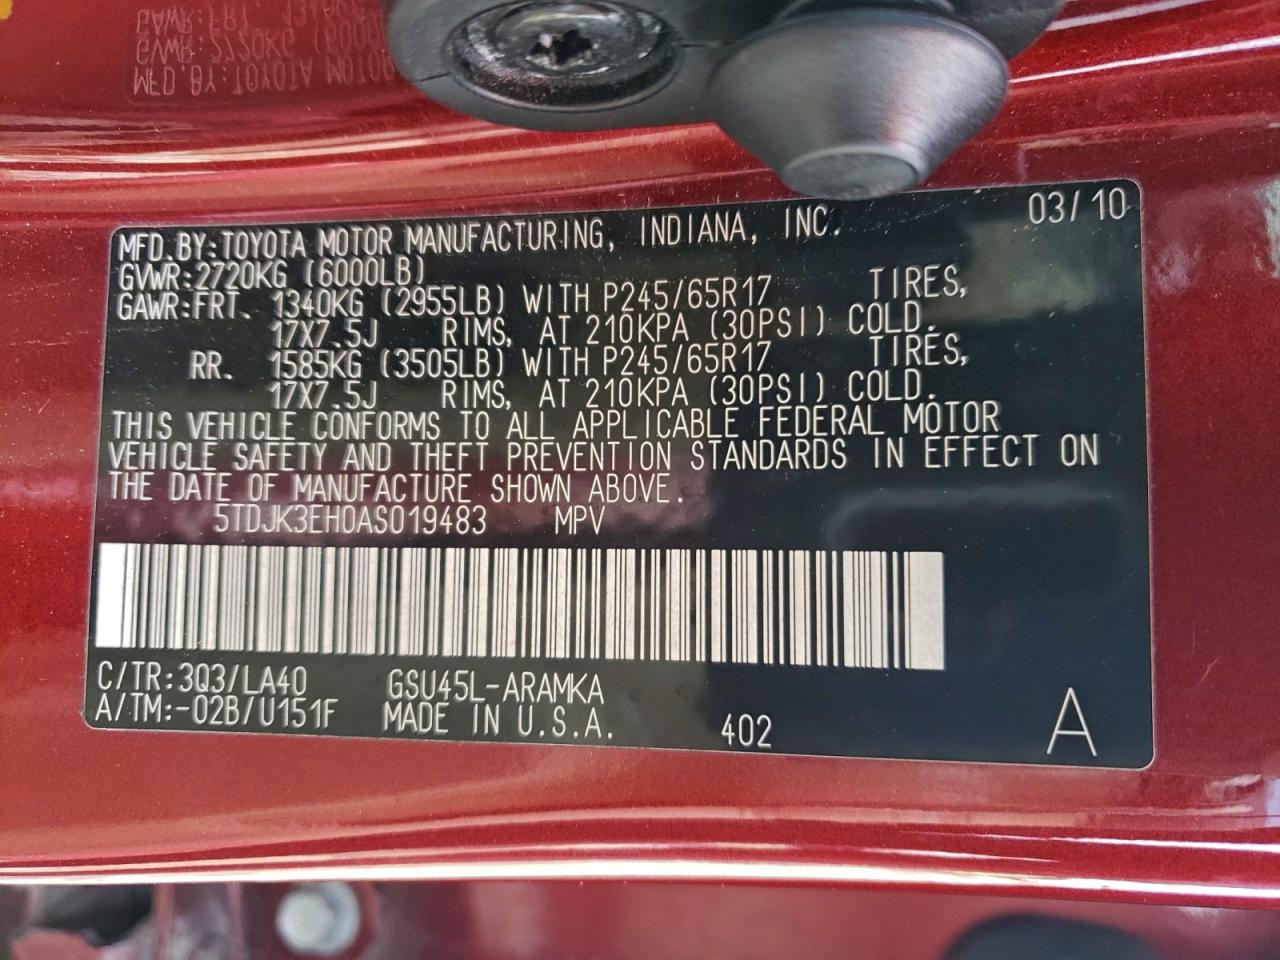 MFD.BY:TOYOTA MOTOR MANUFACTURING, INDIANA, INC. 03/10
GVWR:2720KG (6000LB)
GAWR:FRT. 1340KG (2955LB) WITH P245/65R17 TIRES,
17X7.5J RIMS, AT 210KPA (30PSI) COLD.
RR. 1585KG (3505LB) WITH P245/65R17 TIRES,
17X7.5J RIMS, AT 210KPA (30PSI) COLD.
THIS VEHICLE CONFORMS TO ALL APPLICABLE FEDERAL MOTOR
VEHICLE SAFETY AND THEFT PREVENTION STANDARDS IN EFFECT ON
THE DATE OF MANUFACTURE SHOWN ABOVE.
5TDJK3EH0AS019483 MPV
C/TR:3Q3/LA40 GSU45L-ARAMKA
A/TM:-02B/U151F MADE IN U.S.A. 402 A